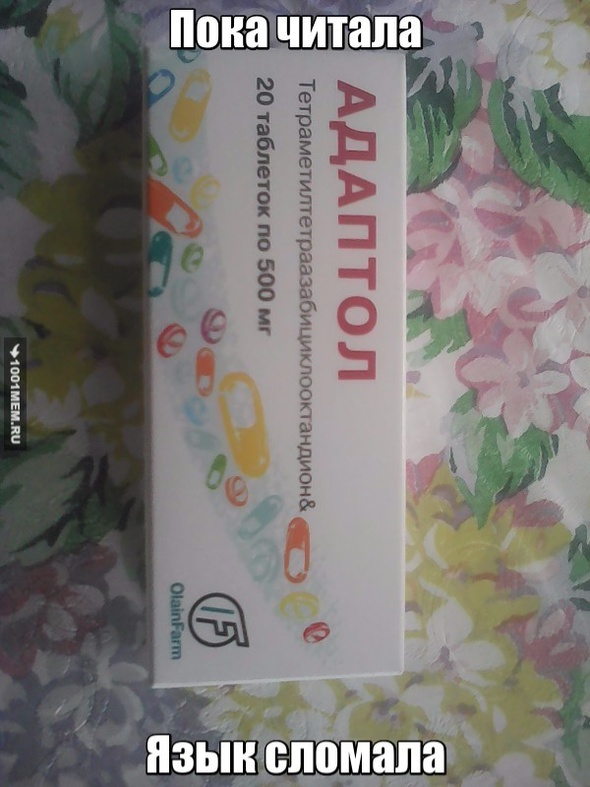 Пока читала
АДАПТОЛ
Тетраметилтетраазабициклооктандион&
20 таблеток по 500 мг
OlainFarm
➔1001MEM.RU
Язык сломала